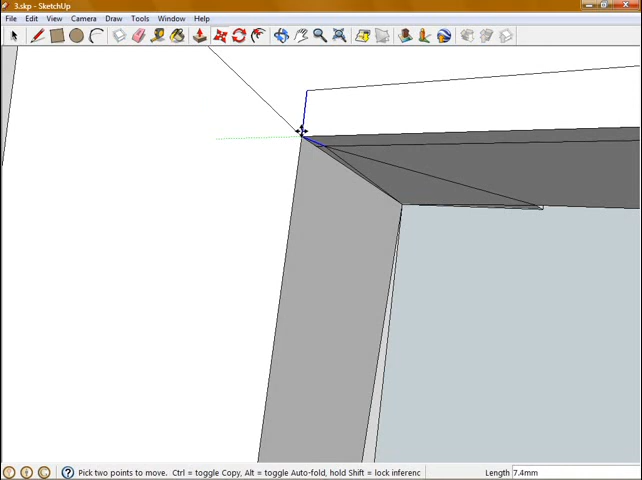 3.skp - SketchUp
File Edit View Camera Draw Tools Window Help
Pick two points to move. Ctrl = toggle Copy, Alt = toggle Auto-fold, hold Shift = lock inferenc
Length 7.4mm